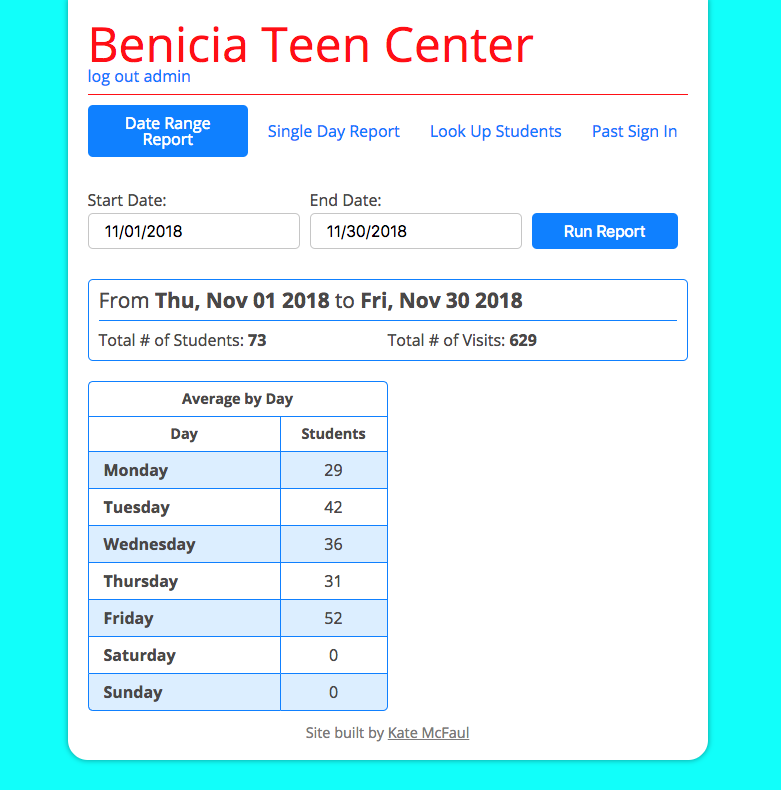 Benicia Teen Center
log out admin
Date Range
Report
Single Day Report
Look Up Students
Past Sign In
Start Date:
End Date:
11/01/2018
11/30/2018
Run Report
From Thu, Nov 01 2018 to Fri, Nov 30 2018
Total # of Students: 73
Total # of Visits: 629
Average by Day
Day Students
Monday 29
Tuesday 42
Wednesday 36
Thursday 31
Friday 52
Saturday 0
Sunday 0
Site built by Kate McFaul